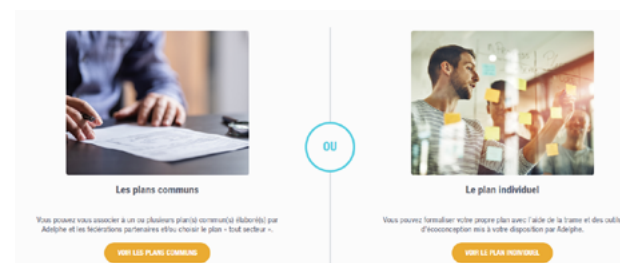 OU
Les plans communs
Vous pouvez vous associer à un ou plusieurs plan(s) commun(s) élaboré(s) par
Adelphe et les fédérations partenaires et/ou choisir le plan « tout secteur ».
VOIR LES PLANS COMMUNS
Le plan individuel
Vous pouvez formaliser votre propre plan avec l'aide de la trame et des outils
d'écoconception mis à votre disposition par Adelphe.
VOIR LE PLAN INDIVIDUEL